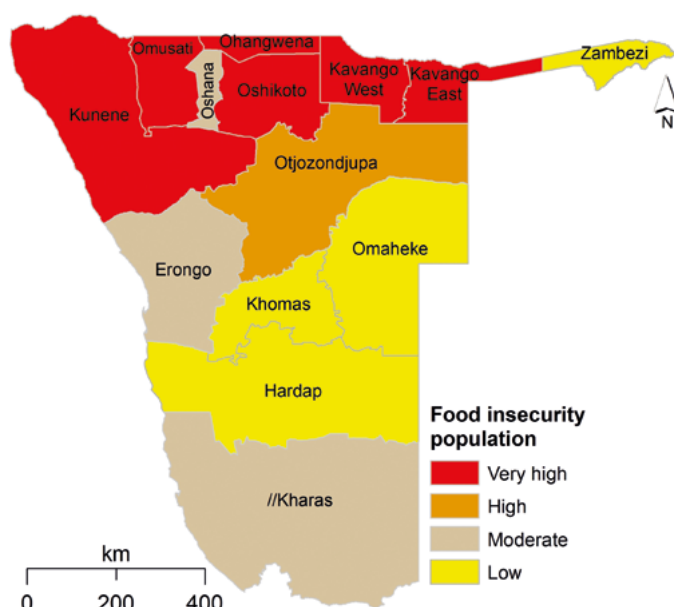 Zambezi
Ohangwena
Omusati
Oshana
Oshikoto
Kavango
West
Kavango
East
Kunene
N
Otjozondjupa
Omaheke
Erongo
Khomas
Hardap
//Kharas
Food insecurity
population
Very high
High
Moderate
Low
km
0 200 400